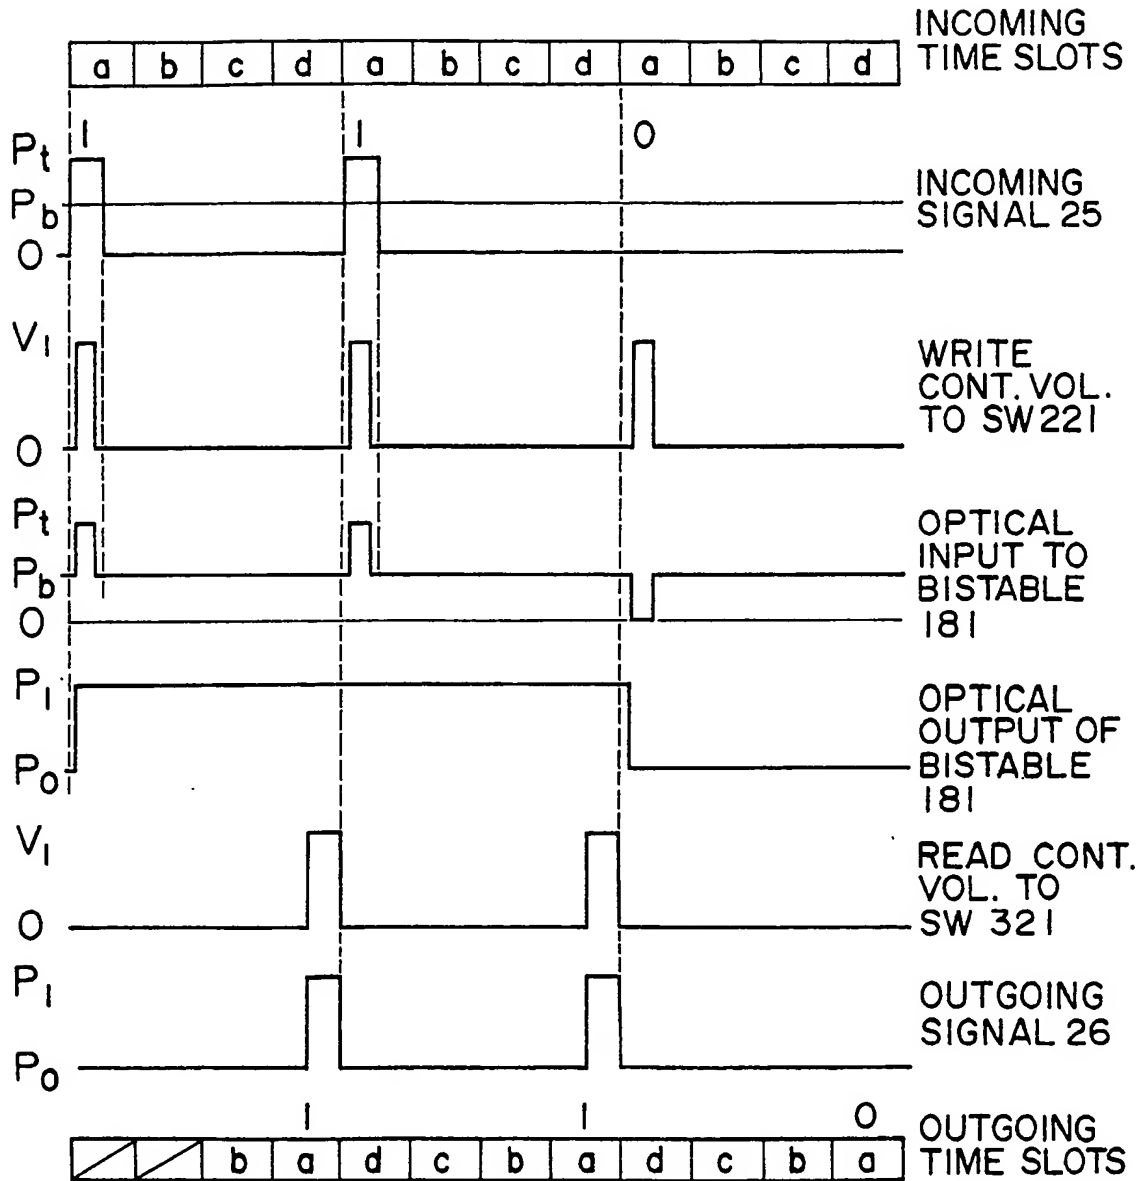 INCOMING
TIME SLOTS
a b c d a b c d a b c d
1 1 0
Pt
Pb
0
INCOMING
SIGNAL 25
V1
0
WRITE
CONT. VOL.
TO SW 221
Pt
Pb
0
OPTICAL
INPUT TO
BISTABLE
181
P1
P0
OPTICAL
OUTPUT OF
BISTABLE
181
V1
0
READ CONT.
VOL. TO
SW 321
P1
P0
OUTGOING
SIGNAL 26
1 1 0
OUTGOING
TIME SLOTS
b a d c b a d c b a